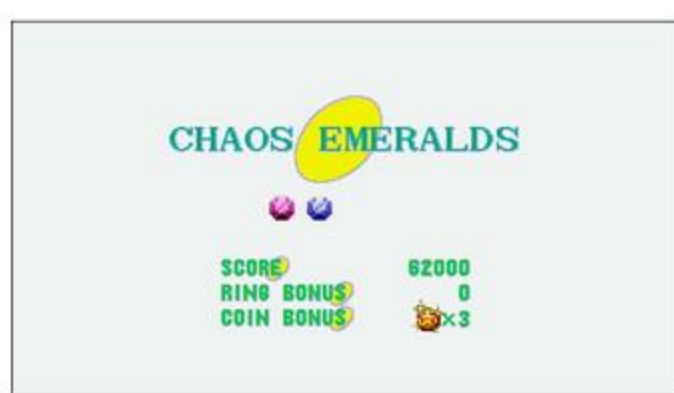 CHAOS EMERALDS
SCORE 62000
RING BONUS 0
COIN BONUS ×3